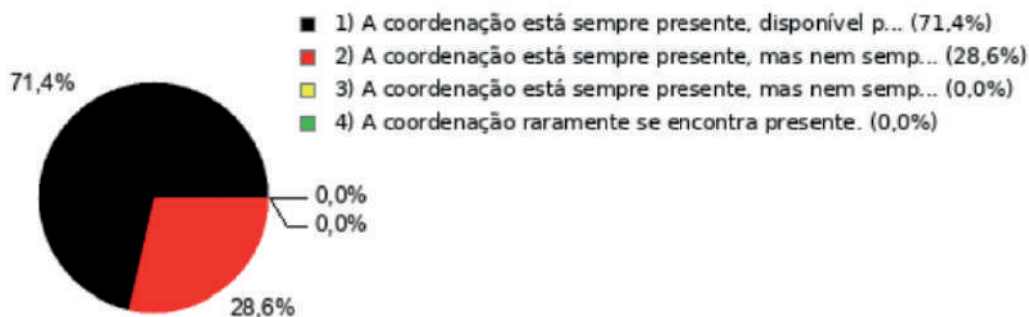 1) A coordenação está sempre presente, disponível p... (71,4%)
2) A coordenação está sempre presente, mas nem semp... (28,6%)
3) A coordenação está sempre presente, mas nem semp... (0,0%)
4) A coordenação raramente se encontra presente. (0,0%)
71,4%
0,0%
0,0%
28,6%